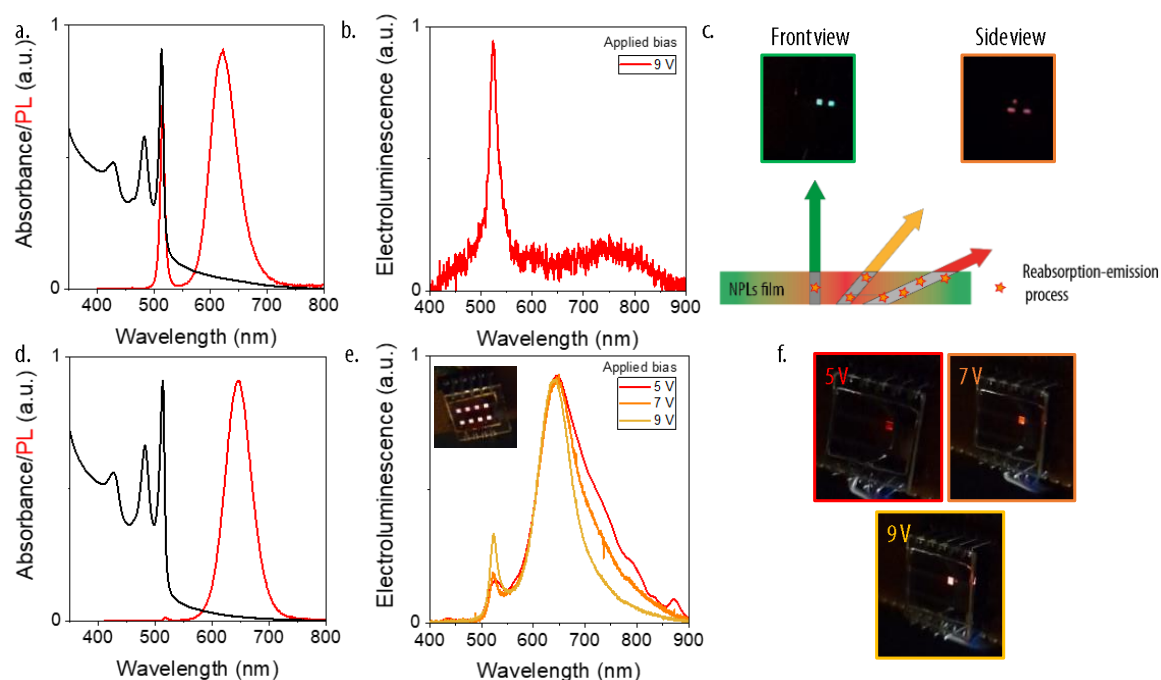 a.
1
Absorbance/PL (a.u.)
0
400 500 600 700 800
Wavelength (nm)
b.
1
Electroluminescence (a.u.)
0
Applied bias
9 V
400 500 600 700 800 900
Wavelength (nm)
c.
Front view
Side view
NPLs film
Reabsorption-emission
process
d.
1
Absorbance/PL (a.u.)
0
400 500 600 700 800
Wavelength (nm)
e.
1
Electroluminescence (a.u.)
0
Applied bias
5 V
7 V
9 V
400 500 600 700 800 900
Wavelength (nm)
f.
5 V
7 V
9 V